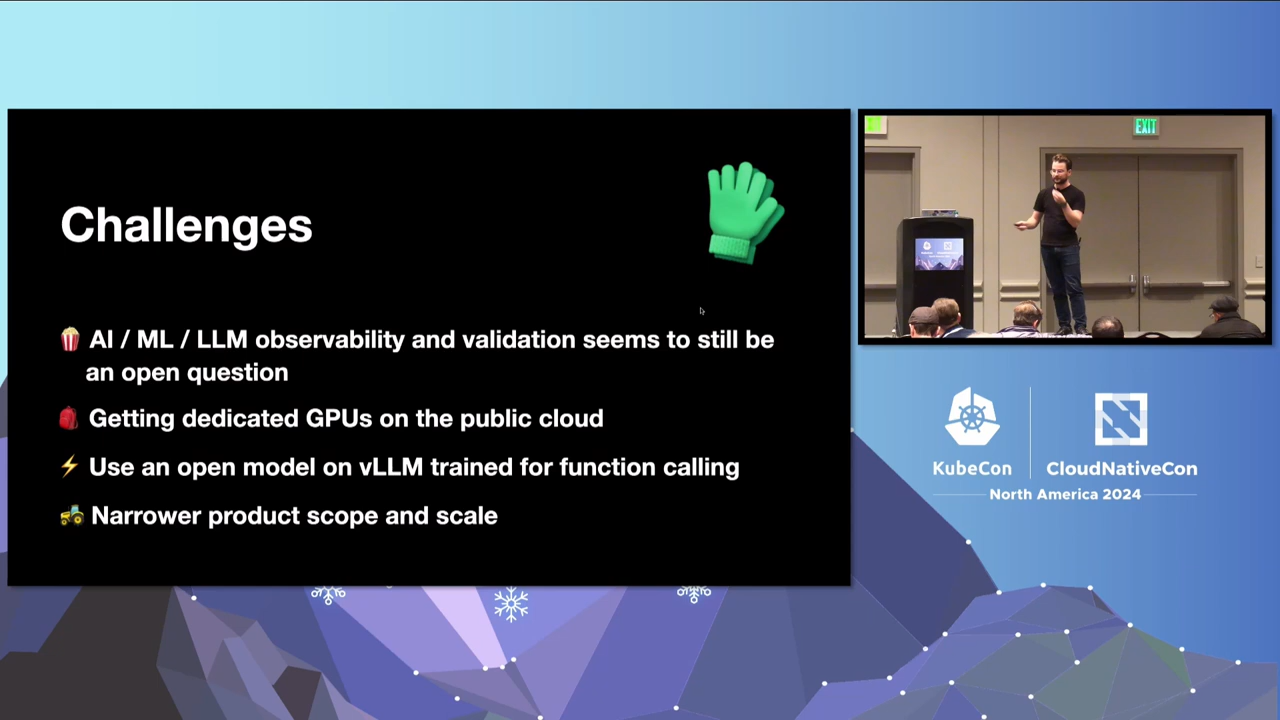 Challenges
AI / ML / LLM observability and validation seems to still be
an open question
Getting dedicated GPUs on the public cloud
Use an open model on vLLM trained for function calling
Narrower product scope and scale
EXIT
KubeCon
CloudNativeCon
North America 2024